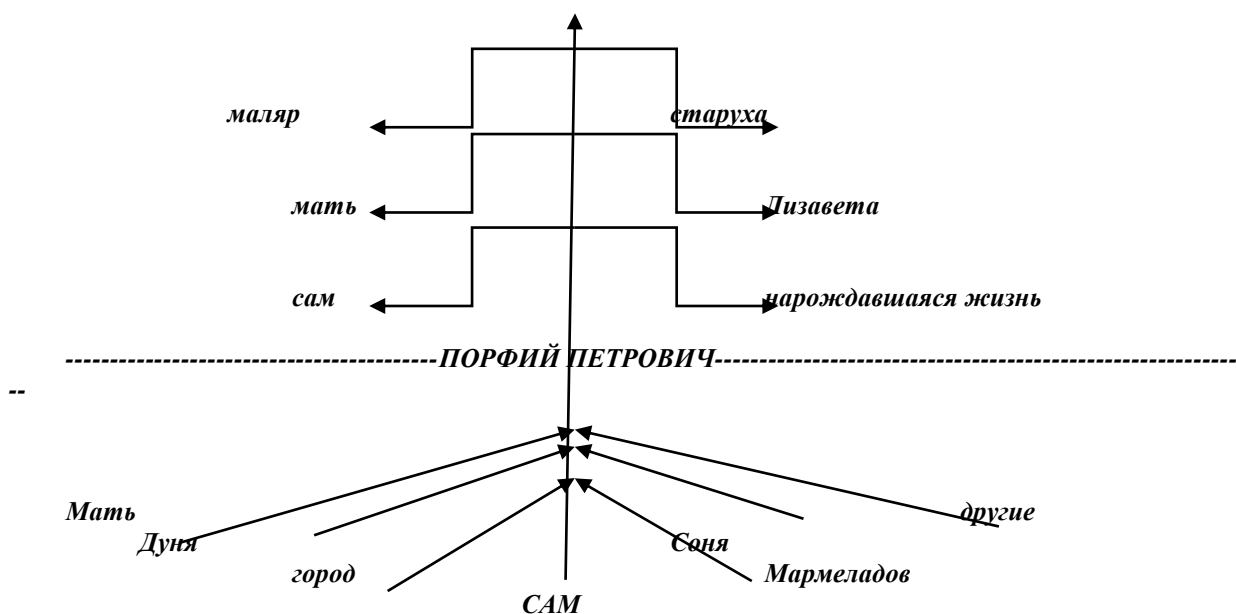 маляр старуха
мать Лизавета
сам нарождавшаяся жизнь
-----------------------------------------ПОРФИЙ ПЕТРОВИЧ----------------------------------------------------------
--
Мать другие
Дуня Соня
город Мармеладов
САМ